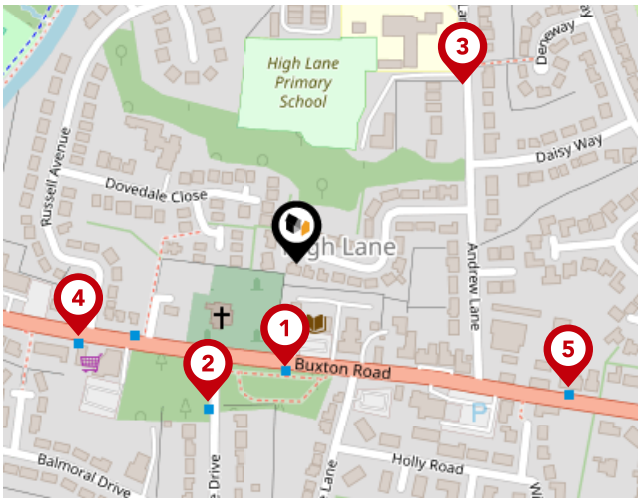 High Lane
Primary
School
3
Deneway
Daisy Way
Russell Avenue
Dovedale Close
High Lane
Andrew Lane
4
1
2
5
Buxton Road
P
Balmoral Drive
e Drive
e Lane
Holly Road